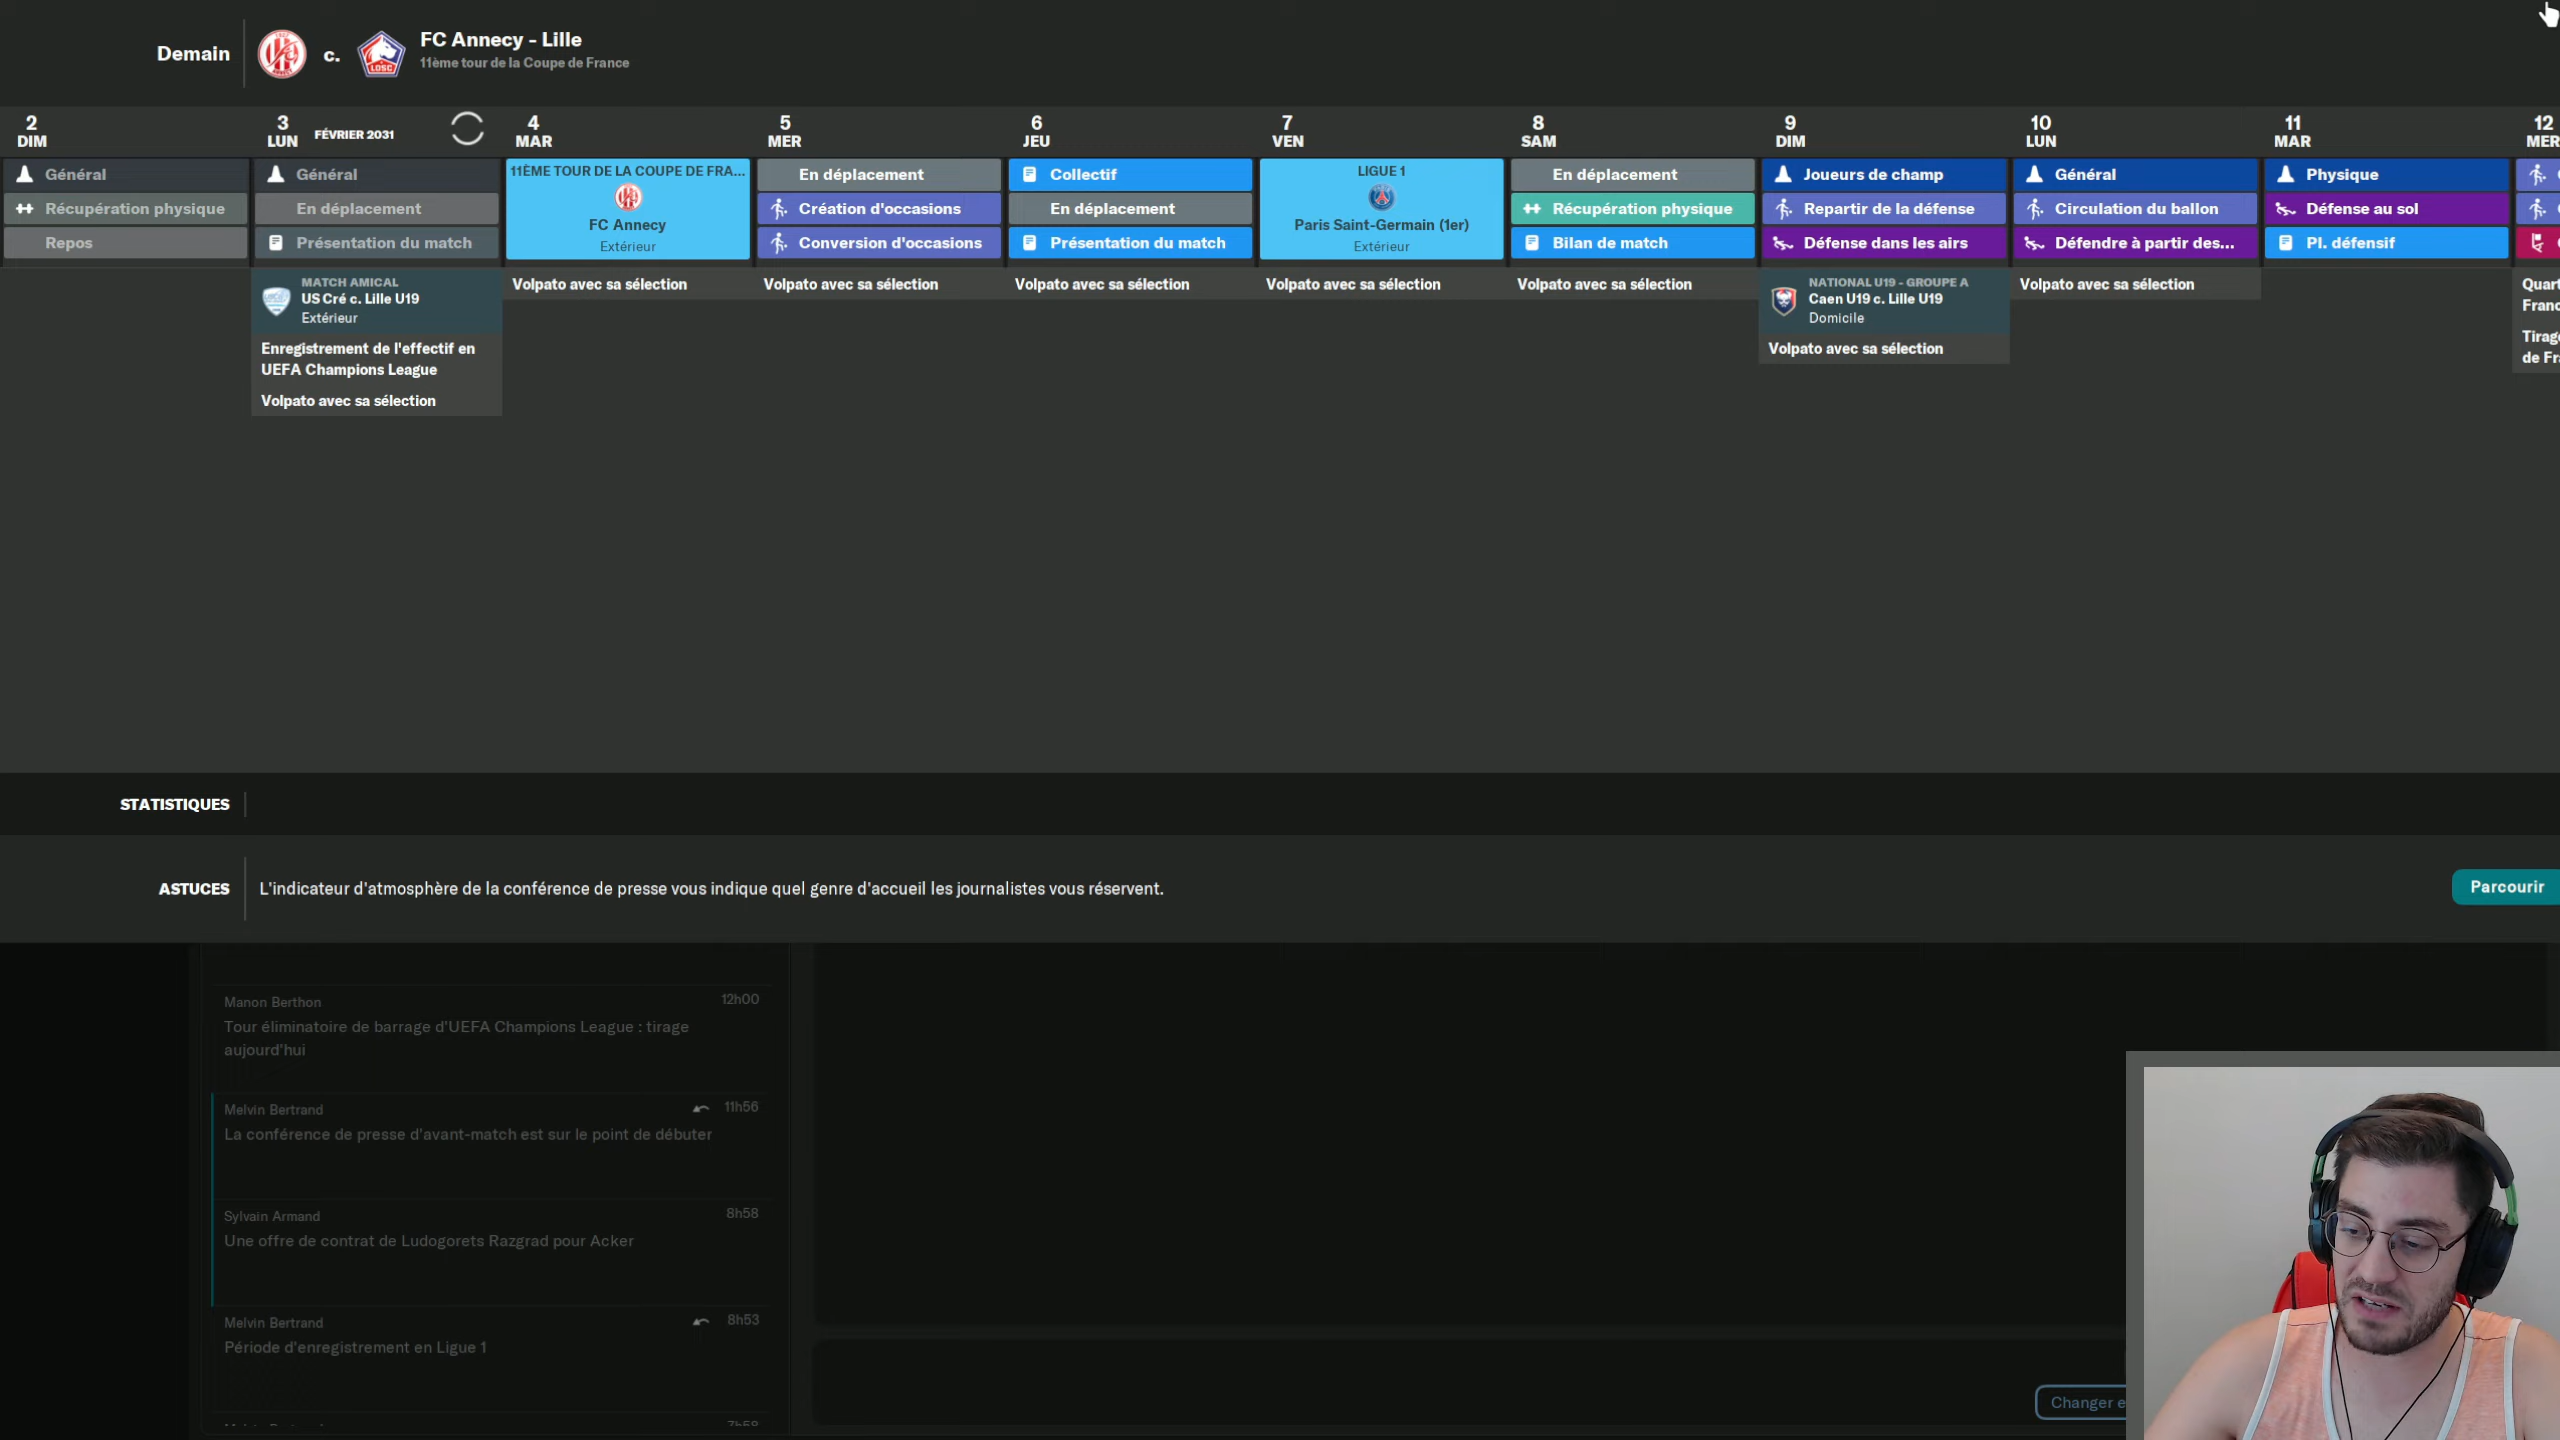 Demain
c.
FC Annecy - Lille
11ème tour de la Coupe de France
2
DIM
3
LUN
FÉVRIER 2031
4
MAR
5
MER
6
JEU
7
VEN
8
SAM
9
DIM
10
LUN
11
MAR
12
MER
Général
Récupération physique
Repos
Général
En déplacement
Présentation du match
MATCH AMICAL
US Cré c. Lille U19
Extérieur
Enregistrement de l'effectif en
UEFA Champions League
Volpato avec sa sélection
11ÈME TOUR DE LA COUPE DE FRA...
FC Annecy
Extérieur
Volpato avec sa sélection
En déplacement
Création d'occasions
Conversion d'occasions
Volpato avec sa sélection
Collectif
En déplacement
Présentation du match
Volpato avec sa sélection
LIGUE 1
Paris Saint-Germain (1er)
Extérieur
Volpato avec sa sélection
En déplacement
Récupération physique
Bilan de match
Volpato avec sa sélection
Joueurs de champ
Repartir de la défense
Défense dans les airs
NATIONAL U19 - GROUPE A
Caen U19 c. Lille U19
Domicile
Volpato avec sa sélection
Général
Circulation du ballon
Défendre à partir des...
Volpato avec sa sélection
Physique
Défense au sol
Pl. défensif
Quart
Franc
Tirag
de Fra
STATISTIQUES
ASTUCES
L'indicateur d'atmosphère de la conférence de presse vous indique quel genre d'accueil les journalistes vous réservent.
Parcourir
Manon Berthon
12h00
Tour éliminatoire de barrage d'UEFA Champions League : tirage
aujourd'hui
Melvin Bertrand
11h56
La conférence de presse d'avant-match est sur le point de débuter
Sylvain Armand
8h58
Une offre de contrat de Ludogorets Razgrad pour Acker
Melvin Bertrand
8h53
Période d'enregistrement en Ligue 1
Changer e